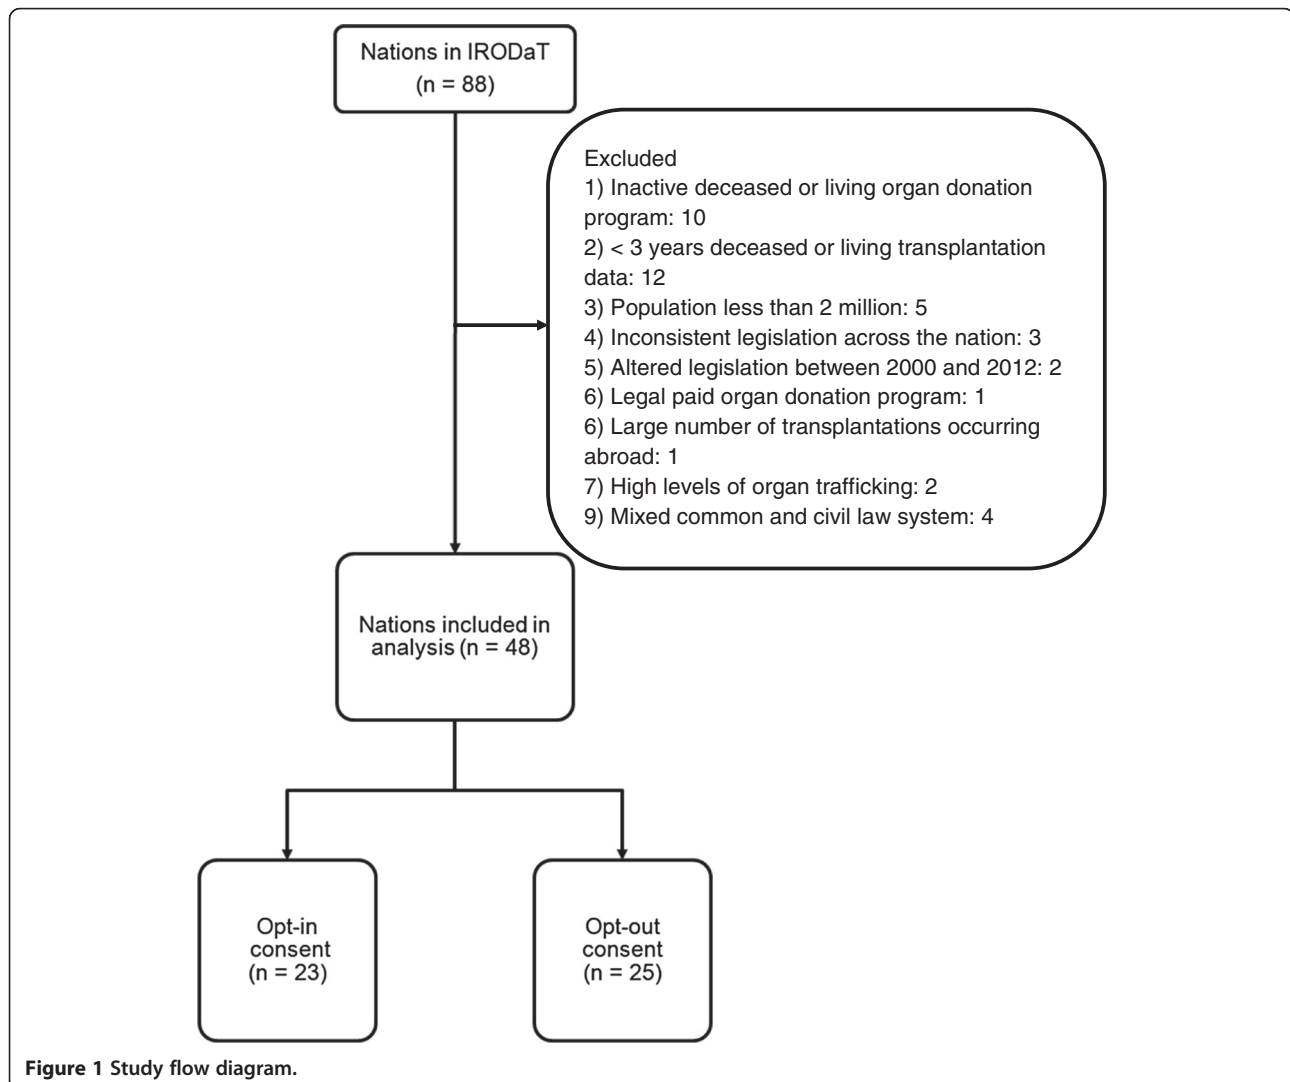 Nations in IRODaT
(n = 88)
Excluded
1) Inactive deceased or living organ donation
program: 10
2) < 3 years deceased or living transplantation
data: 12
3) Population less than 2 million: 5
4) Inconsistent legislation across the nation: 3
5) Altered legislation between 2000 and 2012: 2
6) Legal paid organ donation program: 1
6) Large number of transplantations occurring
abroad: 1
7) High levels of organ trafficking: 2
9) Mixed common and civil law system: 4
Nations included in
analysis (n = 48)
Opt-in
consent
(n = 23)
Opt-out
consent
(n = 25)
Figure 1 Study flow diagram.